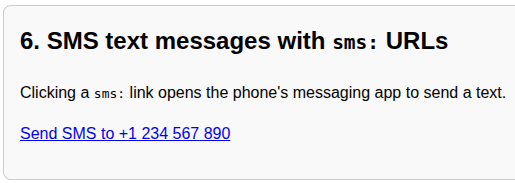 6. SMS text messages with sms: URLs
Clicking a sms: link opens the phone's messaging app to send a text.
Send SMS to +1 234 567 890